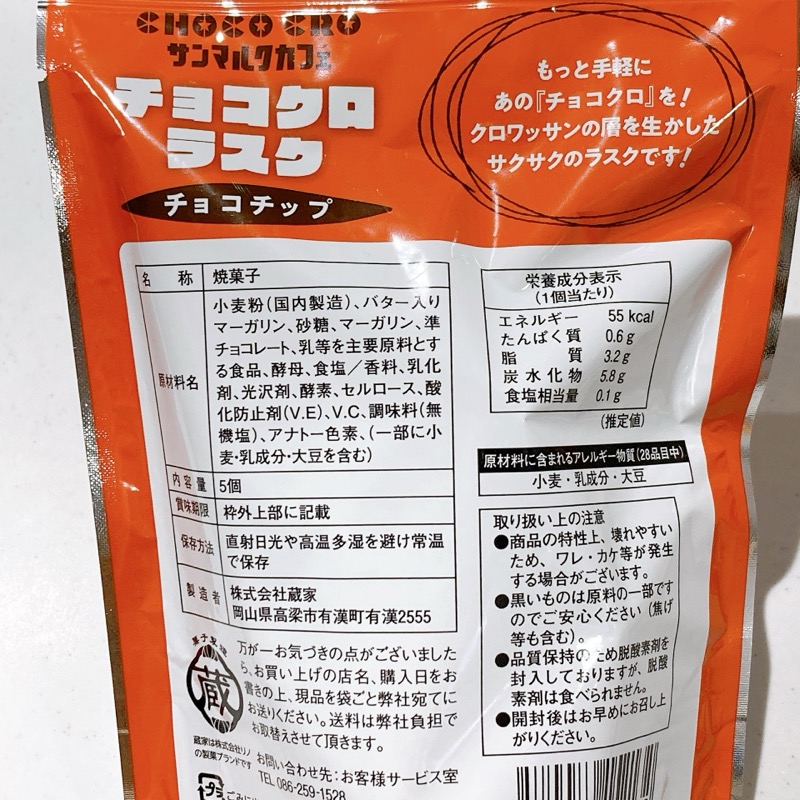 CHOCO CRO
サンマルクカフェ
チョコクロ
ラスク
チョコチップ
もっと手軽に
あの『チョコクロ』を!
クロワッサンの層を生かした
サクサクのラスクです!
名 称 焼菓子
原材料名
小麦粉(国内製造)、バター入り
マーガリン、砂糖、マーガリン、準
チョコレート、乳等を主要原料とす
る食品、酵母、食塩/香料、乳化
剤、光沢剤、酵素、セルロース、酸
化防止剤(V.E)、V.C、調味料(無
機塩)、アナトー色素、(一部に小
麦・乳成分・大豆を含む)
内容量 5個
賞味期限 枠外上部に記載
保存方法 直射日光や高温多湿を避け常温
で保存
製造者 株式会社蔵家
岡山県高梁市有漢町有漢2555
栄養成分表示
(1個当たり)
エネルギー 55 kcal
たんぱく質 0.6g
脂質 3.2g
炭水化物 5.8g
食塩相当量 0.1g
(推定値)
原材料に含まれるアレルギー物質(28品目中)
小麦・乳成分・大豆
取り扱い上の注意
●商品の特性上、壊れやすい
ため、ワレ・カケ等が発生
する場合がございます。
●黒いものは原料の一部です
のでご安心ください(焦げ
等も含む)。
●品質保持のため脱酸素剤を
封入しておりますが、脱酸
素剤は食べられません。
●開封後はお早めにお召し上
がりください。
蔵
蔵家は株式会社リノ
の製菓ブランドです
万が一お気づきの点がございました
ら、お買い上げの店名、購入日をお
書きの上、現品を袋ごと弊社宛てに
お送りください。送料は弊社負担で
お取替えさせて頂きます。
お問い合わせ先:お客様サービス室
TEL 086-259-1528
プラ